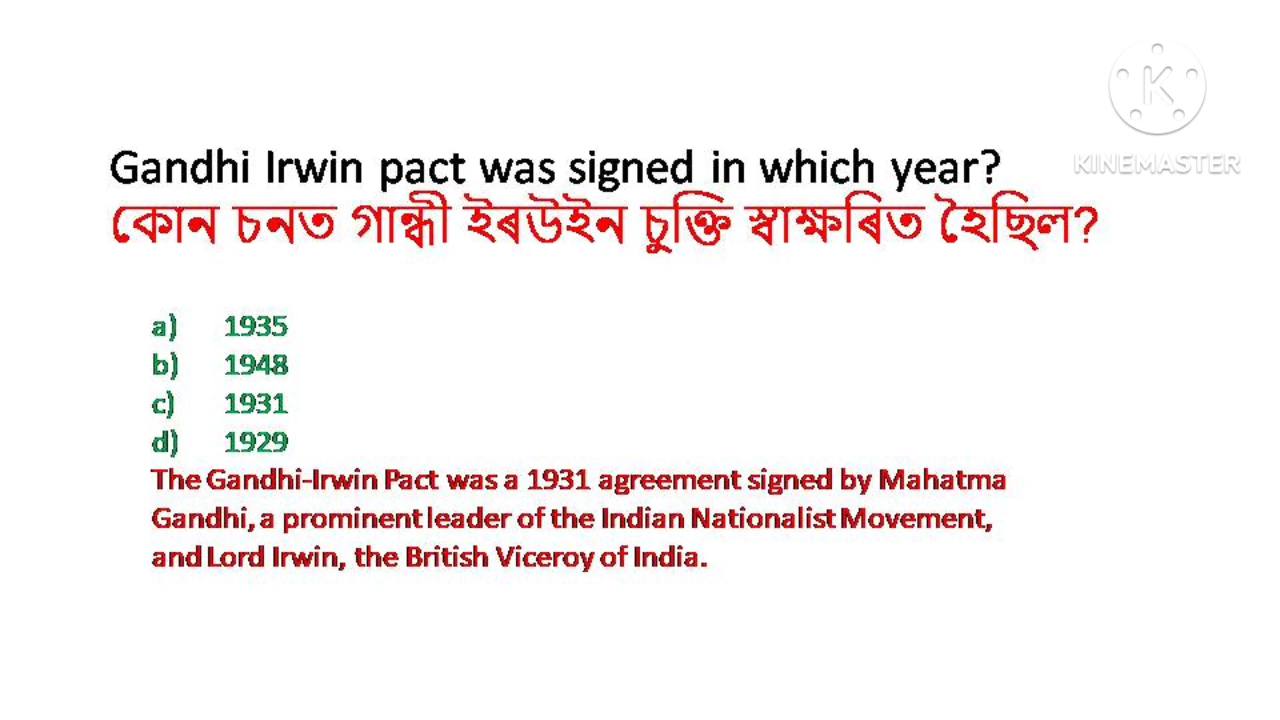 KINEMASTER
Gandhi Irwin pact was signed in which year?
কোন চনত গান্ধী ইৰউইন চুক্তি স্বাক্ষৰিত হৈছিল?
a) 1935
b) 1948
c) 1931
d) 1929
The Gandhi-Irwin Pact was a 1931 agreement signed by Mahatma
Gandhi, a prominent leader of the Indian Nationalist Movement,
and Lord Irwin, the British Viceroy of India.